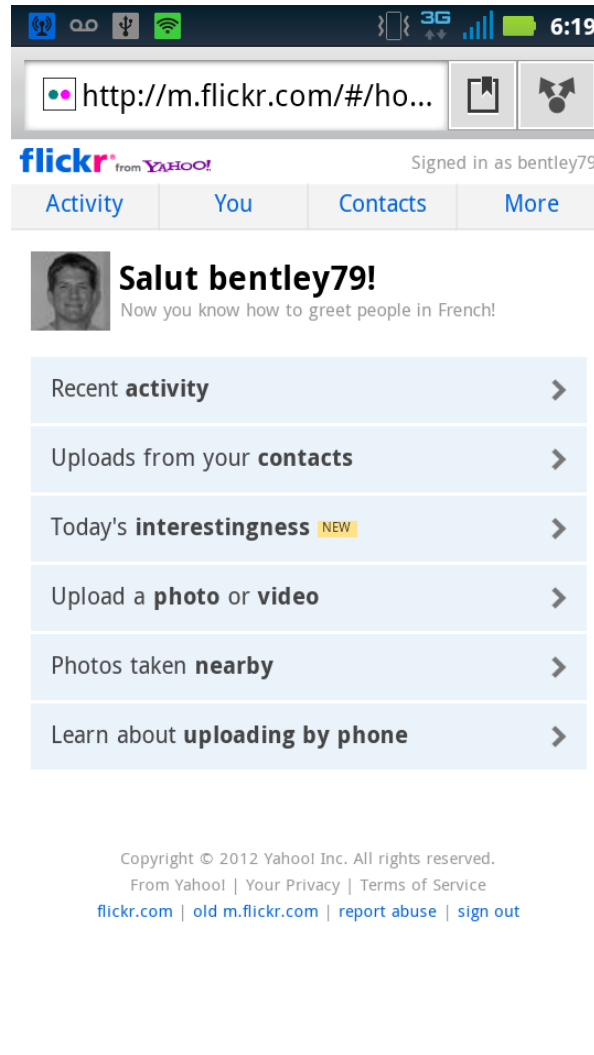 3G 6:19
http://m.flickr.com/#/ho...
flickr from YAHOO! Signed in as bentley79
Activity You Contacts More
Salut bentley79!
Now you know how to greet people in French!
Recent activity
Uploads from your contacts
Today's interestingness NEW
Upload a photo or video
Photos taken nearby
Learn about uploading by phone
Copyright © 2012 Yahoo! Inc. All rights reserved.
From Yahoo! | Your Privacy | Terms of Service
flickr.com | old m.flickr.com | report abuse | sign out